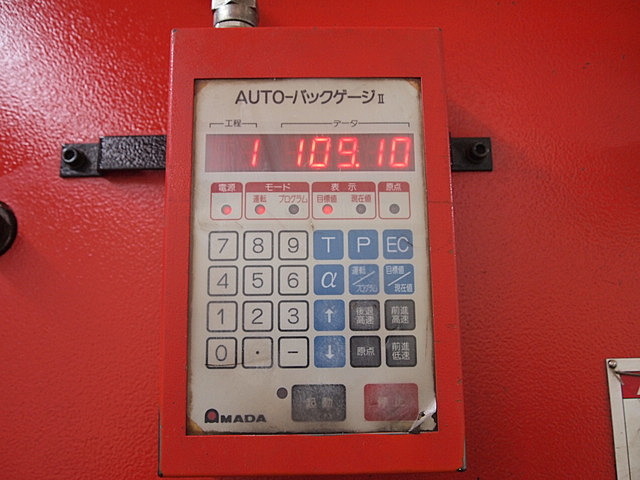 AUTO-バックゲージⅡ
工程 データ
1 109.10
電源 モード 表示 原点
運転 プログラム 目標値 現在値
7 8 9 T P EC
4 5 6 α 運転/プログラム 目標値/現在値
1 2 3 ↑ 後退高速 前進高速
0 . - ↓ 原点 前進低速
起動 停止
AMADA